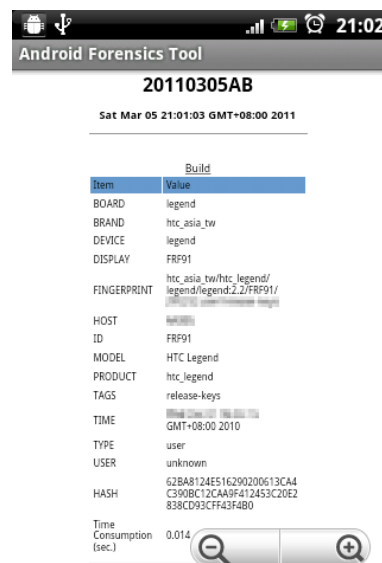 21:02
Android Forensics Tool
20110305AB
Sat Mar 05 21:01:03 GMT+08:00 2011
Build
Item Value
BOARD legend
BRAND htc_asia_tw
DEVICE legend
DISPLAY FRF91
FINGERPRINT htc_asia_tw/htc_legend/
legend/legend:2.2/FRF91/
HOST
ID FRF91
MODEL HTC Legend
PRODUCT htc_legend
TAGS release-keys
TIME
GMT+08:00 2010
TYPE user
USER unknown
HASH 62BA8124E516290200613CA4
C390BC12CAA9F412453C20E2
838CD93CFF43F4B0
Time
Consumption 0.014
(sec.)